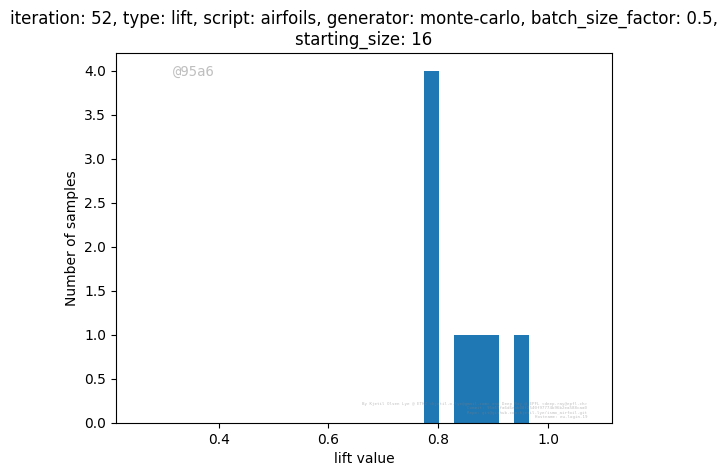 iteration: 52, type: lift, script: airfoils, generator: monte-carlo, batch_size_factor: 0.5,
starting_size: 16
@95a6
4.0
3.5
3.0
2.5
2.0
1.5
1.0
0.5
0.0
Number of samples
0.4 0.6 0.8 1.0
lift value